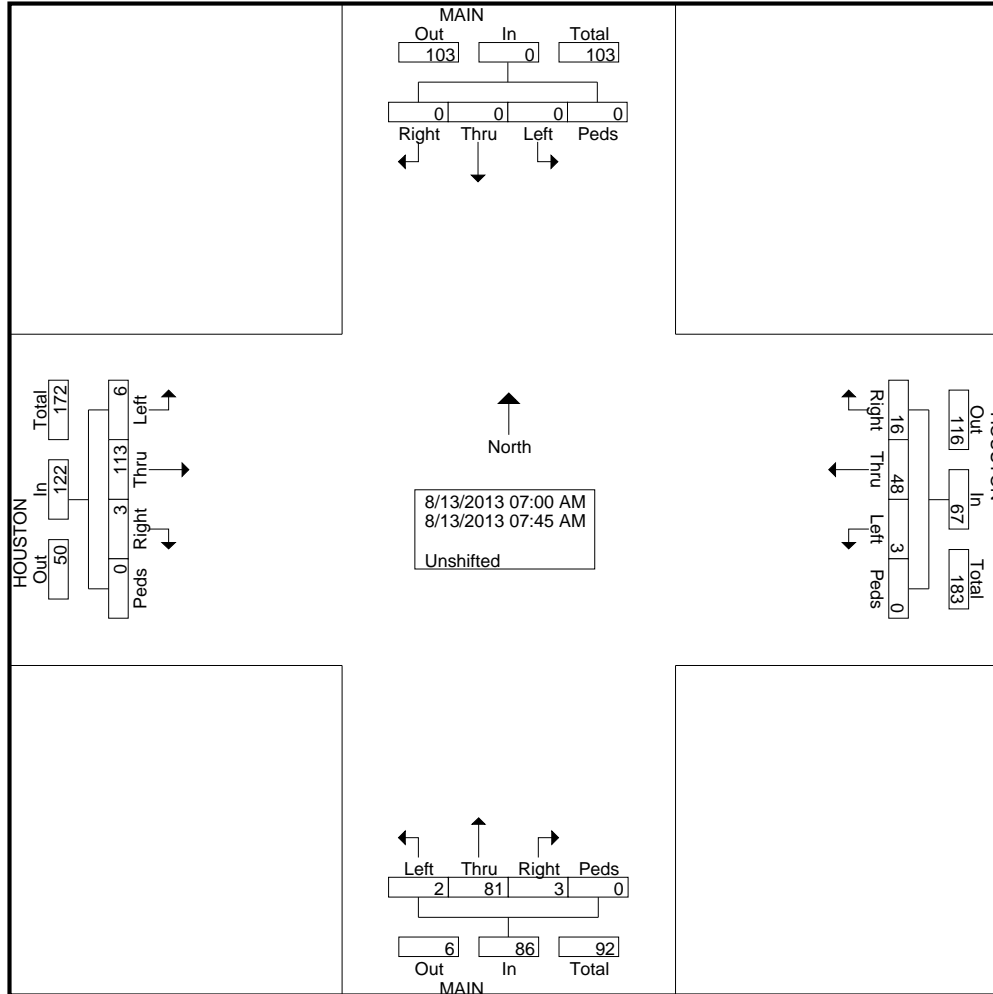 MAIN
Out In Total
103 0 103
0 0 0 0
Right Thru Left Peds
North
8/13/2013 07:00 AM
8/13/2013 07:45 AM
Unshifted
HOUSTON
Out In Total
50 122 172
Left Thru Right Peds
6 113 3 0
Out In Total
116 67 183
16 48 3 0
Right Thru Left Peds
Left Thru Right Peds
2 81 3 0
6 86 92
Out In Total
MAIN